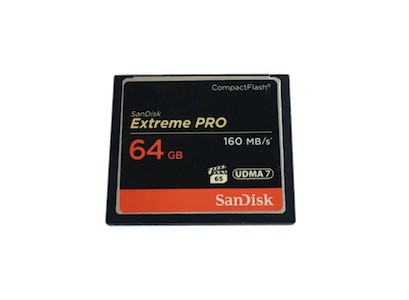 CompactFlash®
SanDisk
Extreme PRO
160 MB/s
64 GB
65
UDMA 7
SanDisk